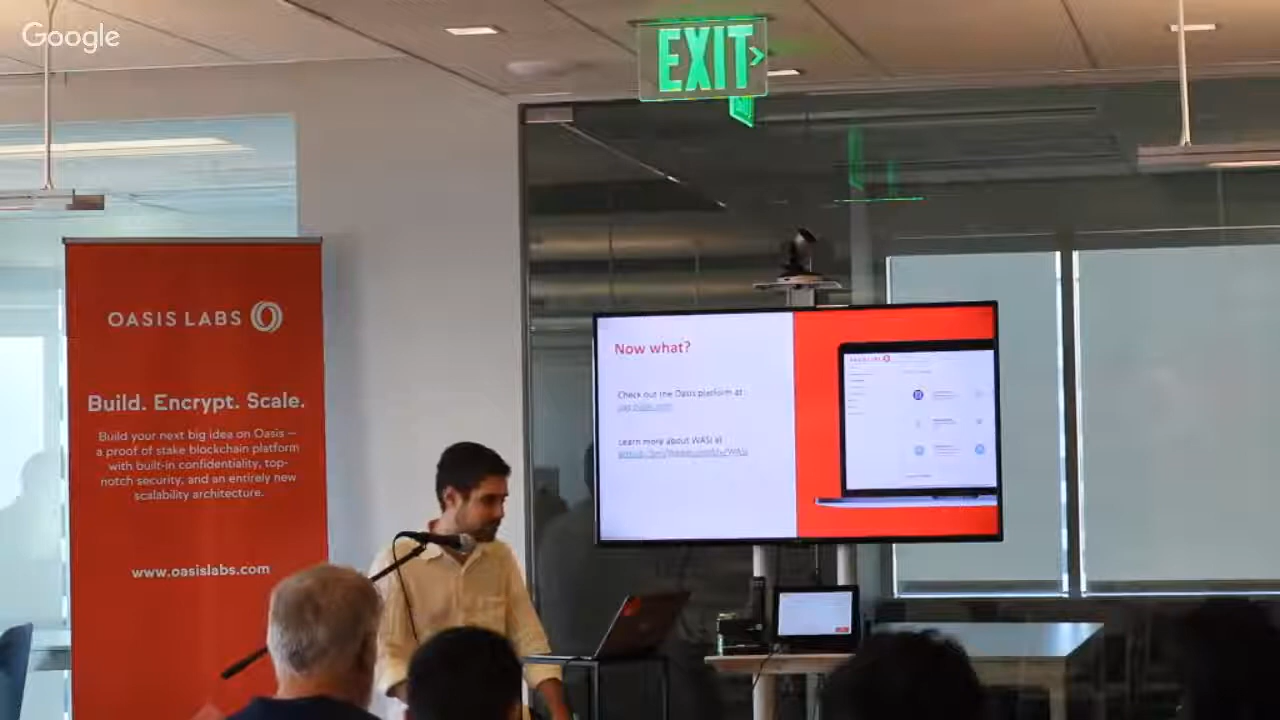 Google
EXIT
OASIS LABS
Build. Encrypt. Scale.
Build your next big idea on Oasis —
a proof of stake blockchain platform
with built-in confidentiality, top-
notch security, and an entirely new
scalability architecture.
www.oasislabs.com
Now what?
Check out the Oasis platform at
Learn more about WASI at
OASIS LABS